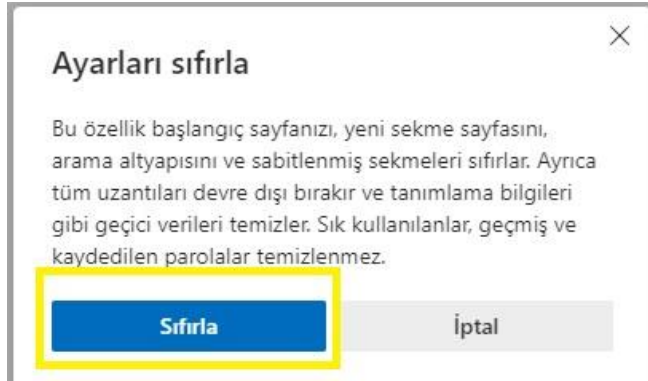 Ayarları sıfırla
Bu özellik başlangıç sayfanızı, yeni sekme sayfasını,
arama altyapısını ve sabitlenmiş sekmeleri sıfırlar. Ayrıca
tüm uzantıları devre dışı bırakır ve tanımlama bilgileri
gibi geçici verileri temizler. Sık kullanılanlar, geçmiş ve
kaydedilen parolalar temizlenmez.
Sıfırla İptal